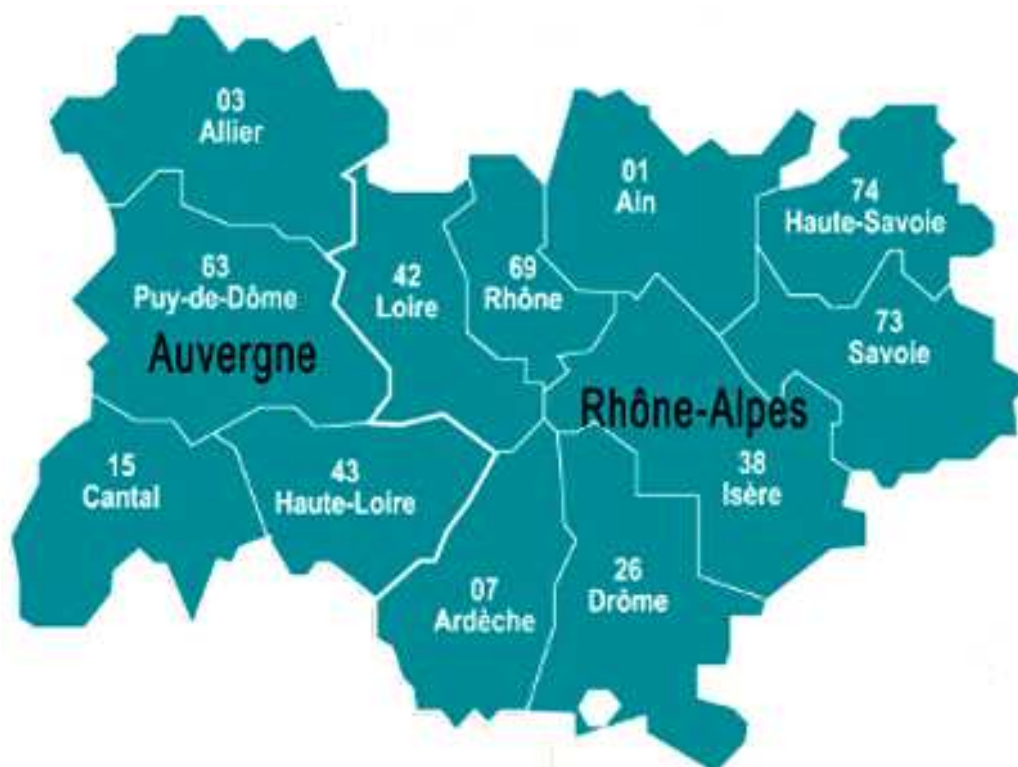 03
Allier
01
Ain
74
Haute-Savoie
63
Puy-de-Dôme
42
Loire
69
Rhône
73
Savoie
Auvergne
Rhône-Alpes
15
Cantal
43
Haute-Loire
38
Isère
07
Ardèche
26
Drôme